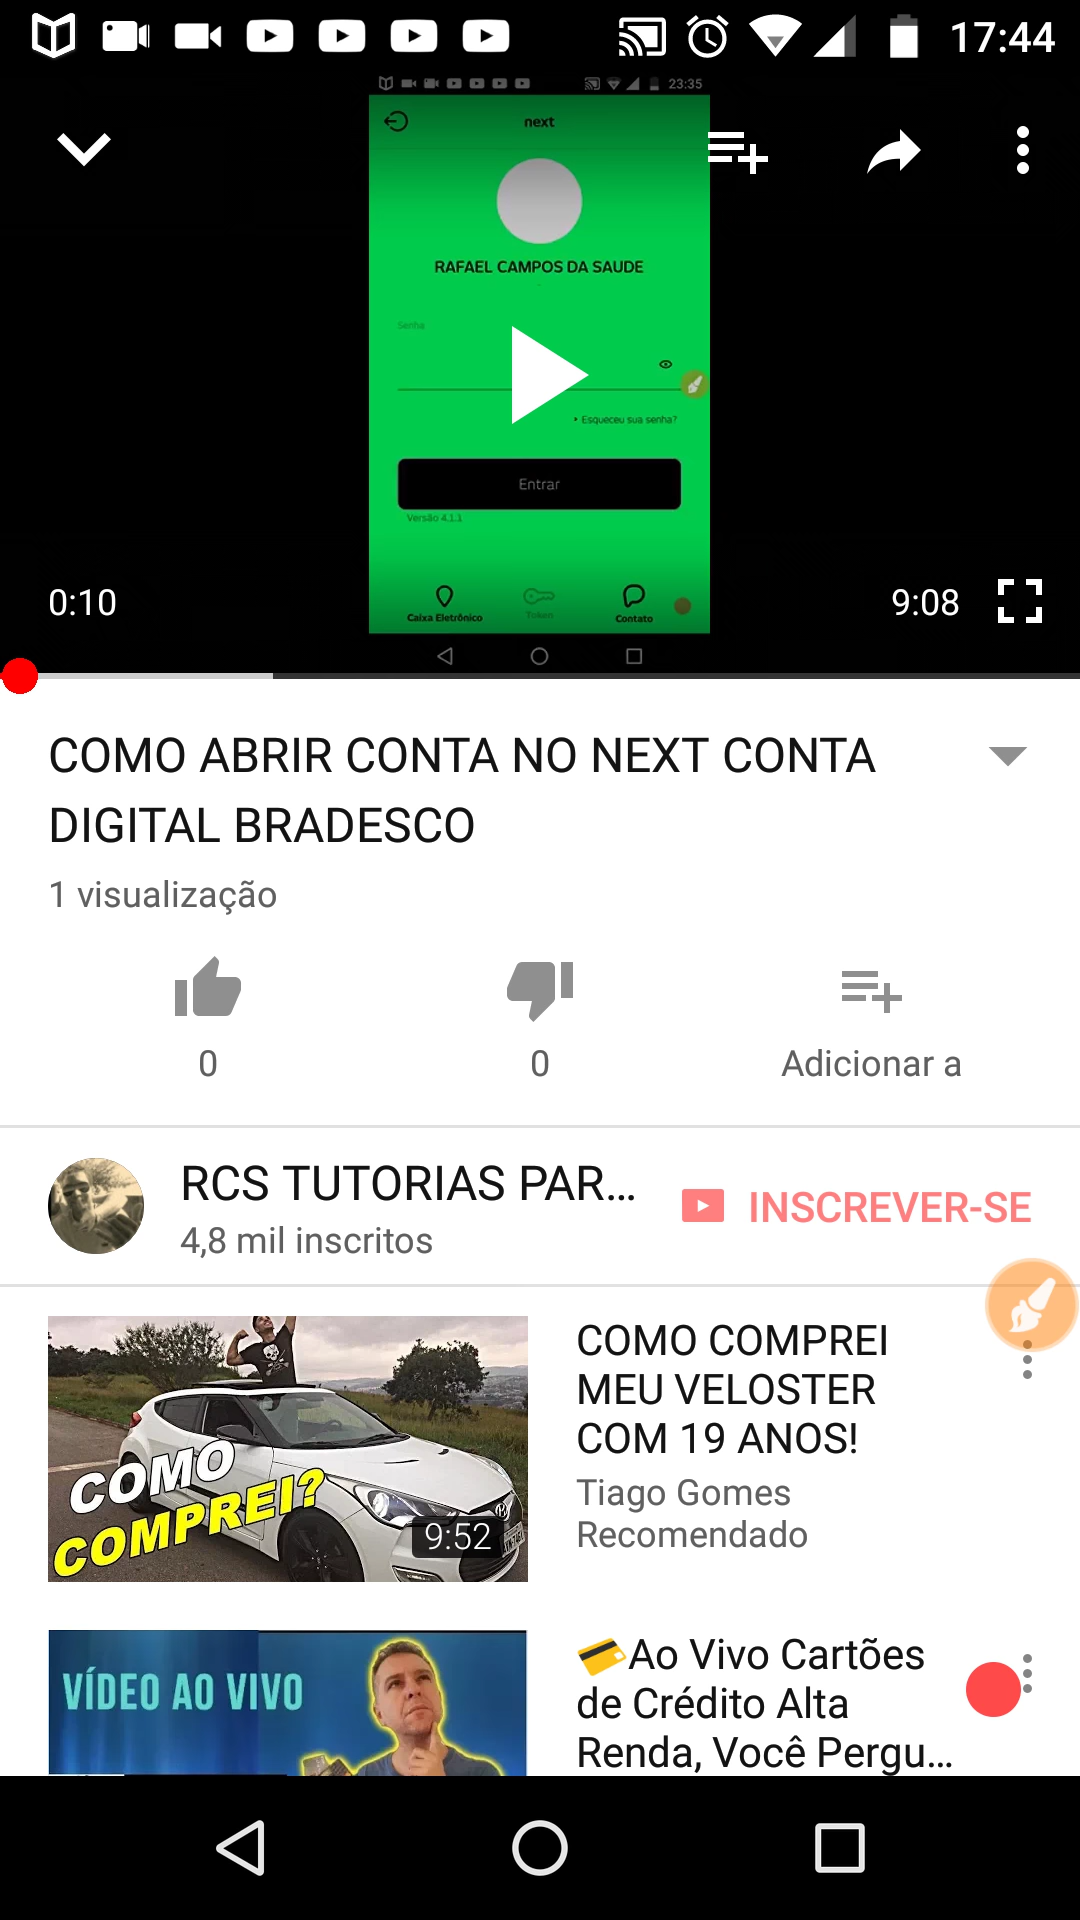 17:44
23:35
next
RAFAEL CAMPOS DA SAUDE
Senha
Esqueceu sua senha?
Entrar
Versão 4.1.1
Caixa Eletrônico
Token
Contato
0:10
9:08
COMO ABRIR CONTA NO NEXT CONTA
DIGITAL BRADESCO
1 visualização
0
0
Adicionar a
RCS TUTORIAS PAR...
4,8 mil inscritos
INSCREVER-SE
COMO
COMPREI?
9:52
COMO COMPREI
MEU VELOSTER
COM 19 ANOS!
Tiago Gomes
Recomendado
VÍDEO AO VIVO
💳Ao Vivo Cartões
de Crédito Alta
Renda, Você Pergu...